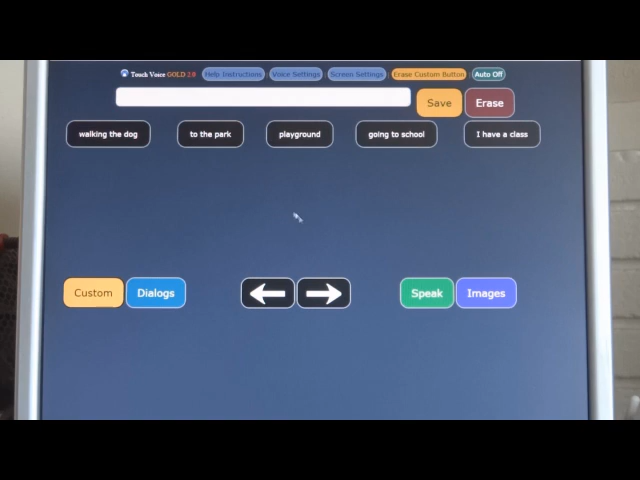 Touch Voice GOLD 2.0 Help Instructions Voice Settings Screen Settings Erase Custom Button Auto Off
Save Erase
walking the dog to the park playground going to school I have a class
Custom Dialogs Speak Images